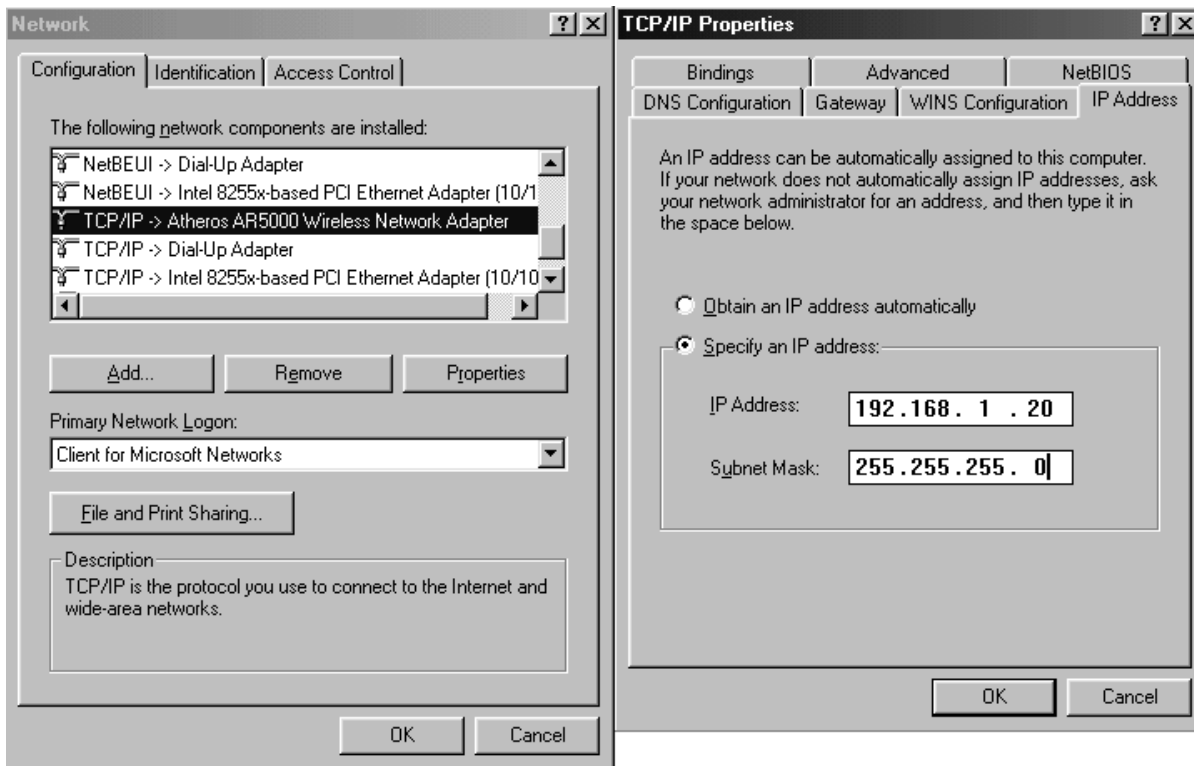 Network
Configuration
Identification
Access Control
The following network components are installed:
NetBEUI -> Dial-Up Adapter
NetBEUI -> Intel 8255x-based PCI Ethernet Adapter (10/1
TCP/IP -> Atheros AR5000 Wireless Network Adapter
TCP/IP -> Dial-Up Adapter
TCP/IP -> Intel 8255x-based PCI Ethernet Adapter (10/10
Add...
Remove
Properties
Primary Network Logon:
Client for Microsoft Networks
File and Print Sharing...
Description
TCP/IP is the protocol you use to connect to the Internet and
wide-area networks.
OK
Cancel
TCP/IP Properties
Bindings
Advanced
NetBIOS
DNS Configuration
Gateway
WINS Configuration
IP Address
An IP address can be automatically assigned to this computer.
If your network does not automatically assign IP addresses, ask
your network administrator for an address, and then type it in
the space below.
Obtain an IP address automatically
Specify an IP address:
IP Address:
192.168. 1 . 20
Subnet Mask:
255.255.255. 0
OK
Cancel